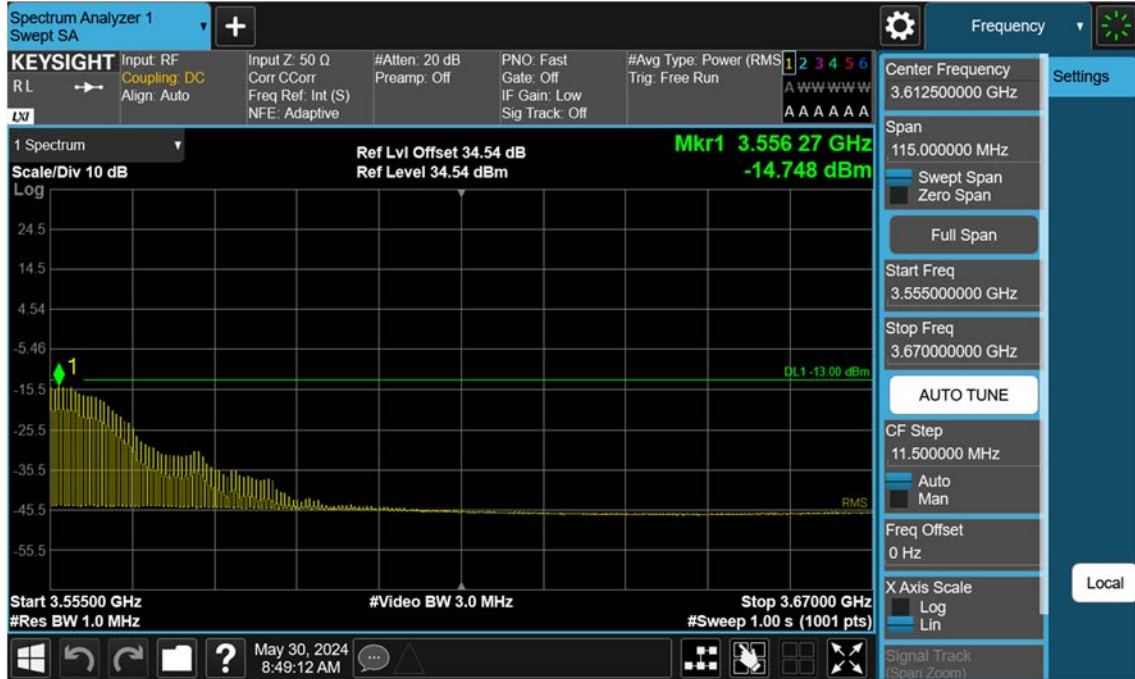 Spectrum Analyzer 1
Swept SA
Frequency
KEYSIGHT
R L
LXI
Input: RF
Coupling: DC
Align: Auto
Input Z: 50 Ω
Corr CCorr
Freq Ref: Int (S)
NFE: Adaptive
#Atten: 20 dB
Preamp: Off
PNO: Fast
Gate: Off
IF Gain: Low
Sig Track: Off
#Avg Type: Power (RMS
Trig: Free Run
1 2 3 4 5 6
A W W W W W
A A A A A A
1 Spectrum
Scale/Div 10 dB
Log
Ref Lvl Offset 34.54 dB
Ref Level 34.54 dBm
Mkr1 3.556 27 GHz
-14.748 dBm
24.5
14.5
4.54
-5.46
1
DL1 -13.00 dBm
-15.5
-25.5
-35.5
RMS
-45.5
-55.5
Start 3.55500 GHz
#Res BW 1.0 MHz
#Video BW 3.0 MHz
Stop 3.67000 GHz
#Sweep 1.00 s (1001 pts)
?
May 30, 2024
8:49:12 AM
Center Frequency
3.612500000 GHz
Span
115.000000 MHz
Swept Span
Zero Span
Full Span
Start Freq
3.555000000 GHz
Stop Freq
3.670000000 GHz
AUTO TUNE
CF Step
11.500000 MHz
Auto
Man
Freq Offset
0 Hz
X Axis Scale
Log
Lin
Signal Track
(Span Zoom)
Settings
Local